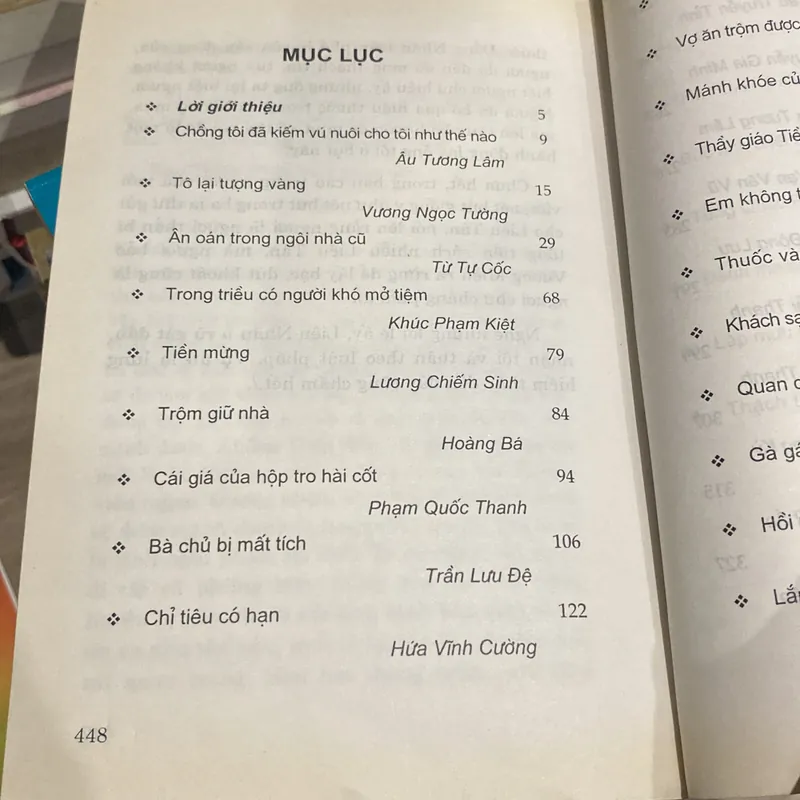 MỤC LỤC
❖ Lời giới thiệu 5
❖ Chồng tôi đã kiếm vú nuôi cho tôi như thế nào 9
Âu Tương Lâm
❖ Tô lại tượng vàng 15
Vương Ngọc Tường
❖ Ân oán trong ngôi nhà cũ 29
Từ Tự Cốc
❖ Trong triều có người khó mở tiệm 68
Khúc Phạm Kiệt
❖ Tiền mừng 79
Lương Chiếm Sinh
❖ Trộm giữ nhà 84
Hoàng Bá
❖ Cái giá của hộp tro hài cốt 94
Phạm Quốc Thanh
❖ Bà chủ bị mất tích 106
Trần Lưu Đệ
❖ Chỉ tiêu có hạn 122
Hứa Vĩnh Cường
448
❖ Vợ ăn trộm được
❖ Mánh khóe
❖ Thầy giáo
❖ Em không
❖ Thuốc và
❖ Khách
❖ Quan
❖ Gà
❖ Hồi